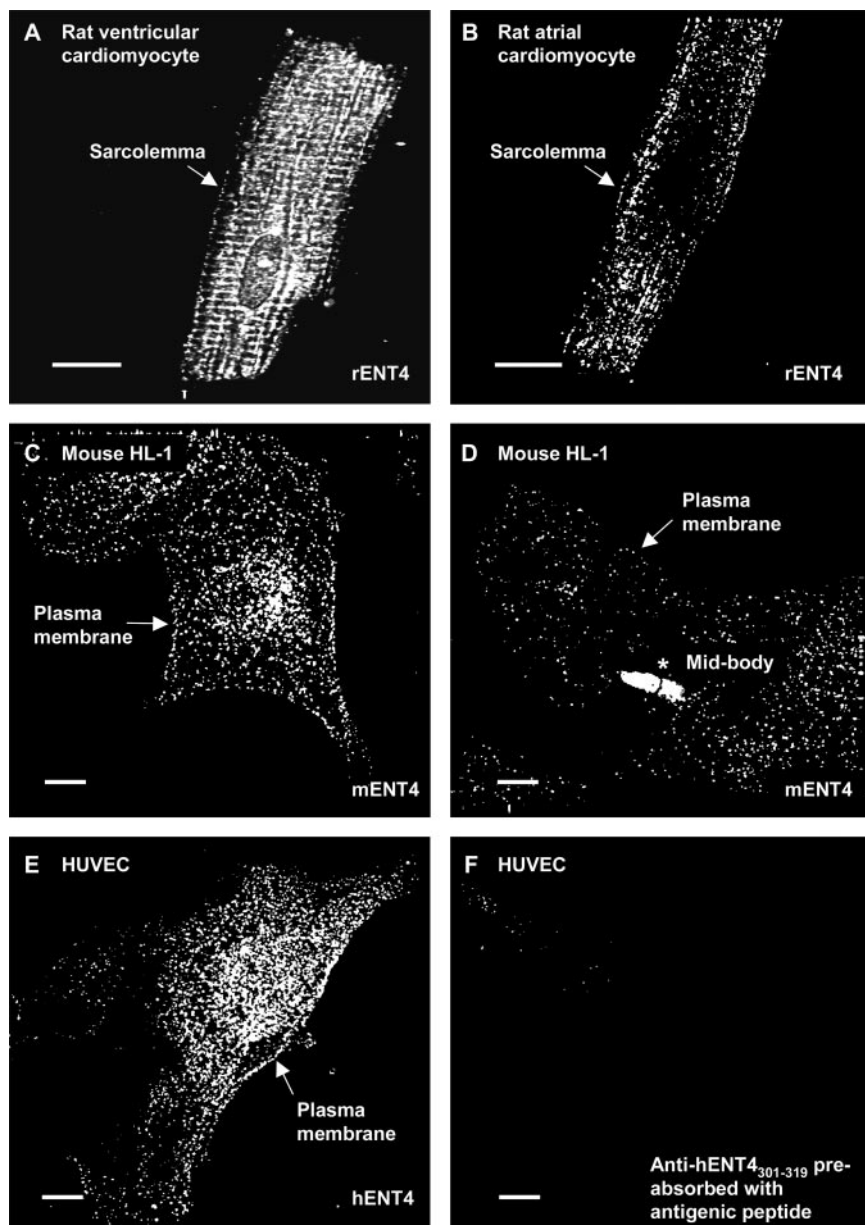 A Rat ventricular
cardiomyocyte
Sarcolemma
rENT4
B Rat atrial
cardiomyocyte
Sarcolemma
rENT4
C Mouse HL-1
Plasma
membrane
mENT4
D Mouse HL-1
Plasma
membrane
* Mid-body
mENT4
E HUVEC
Plasma
membrane
hENT4
F HUVEC
Anti-hENT4301-319 pre-
absorbed with
antigenic peptide